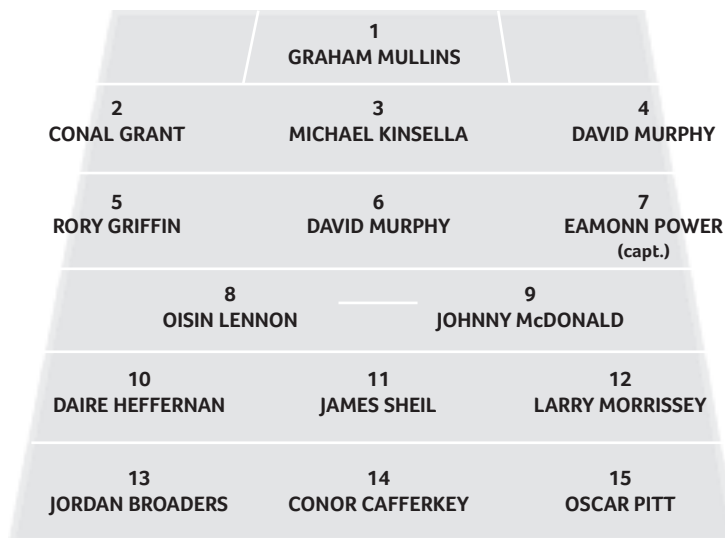 1
GRAHAM MULLINS
2
CONAL GRANT
3
MICHAEL KINSELLA
4
DAVID MURPHY
5
RORY GRIFFIN
6
DAVID MURPHY
7
EAMONN POWER
(capt.)
8
OISIN LENNON
9
JOHNNY McDONALD
10
DAIRE HEFFERNAN
11
JAMES SHEIL
12
LARRY MORRISSEY
13
JORDAN BROADERS
14
CONOR CAFFERKEY
15
OSCAR PITT